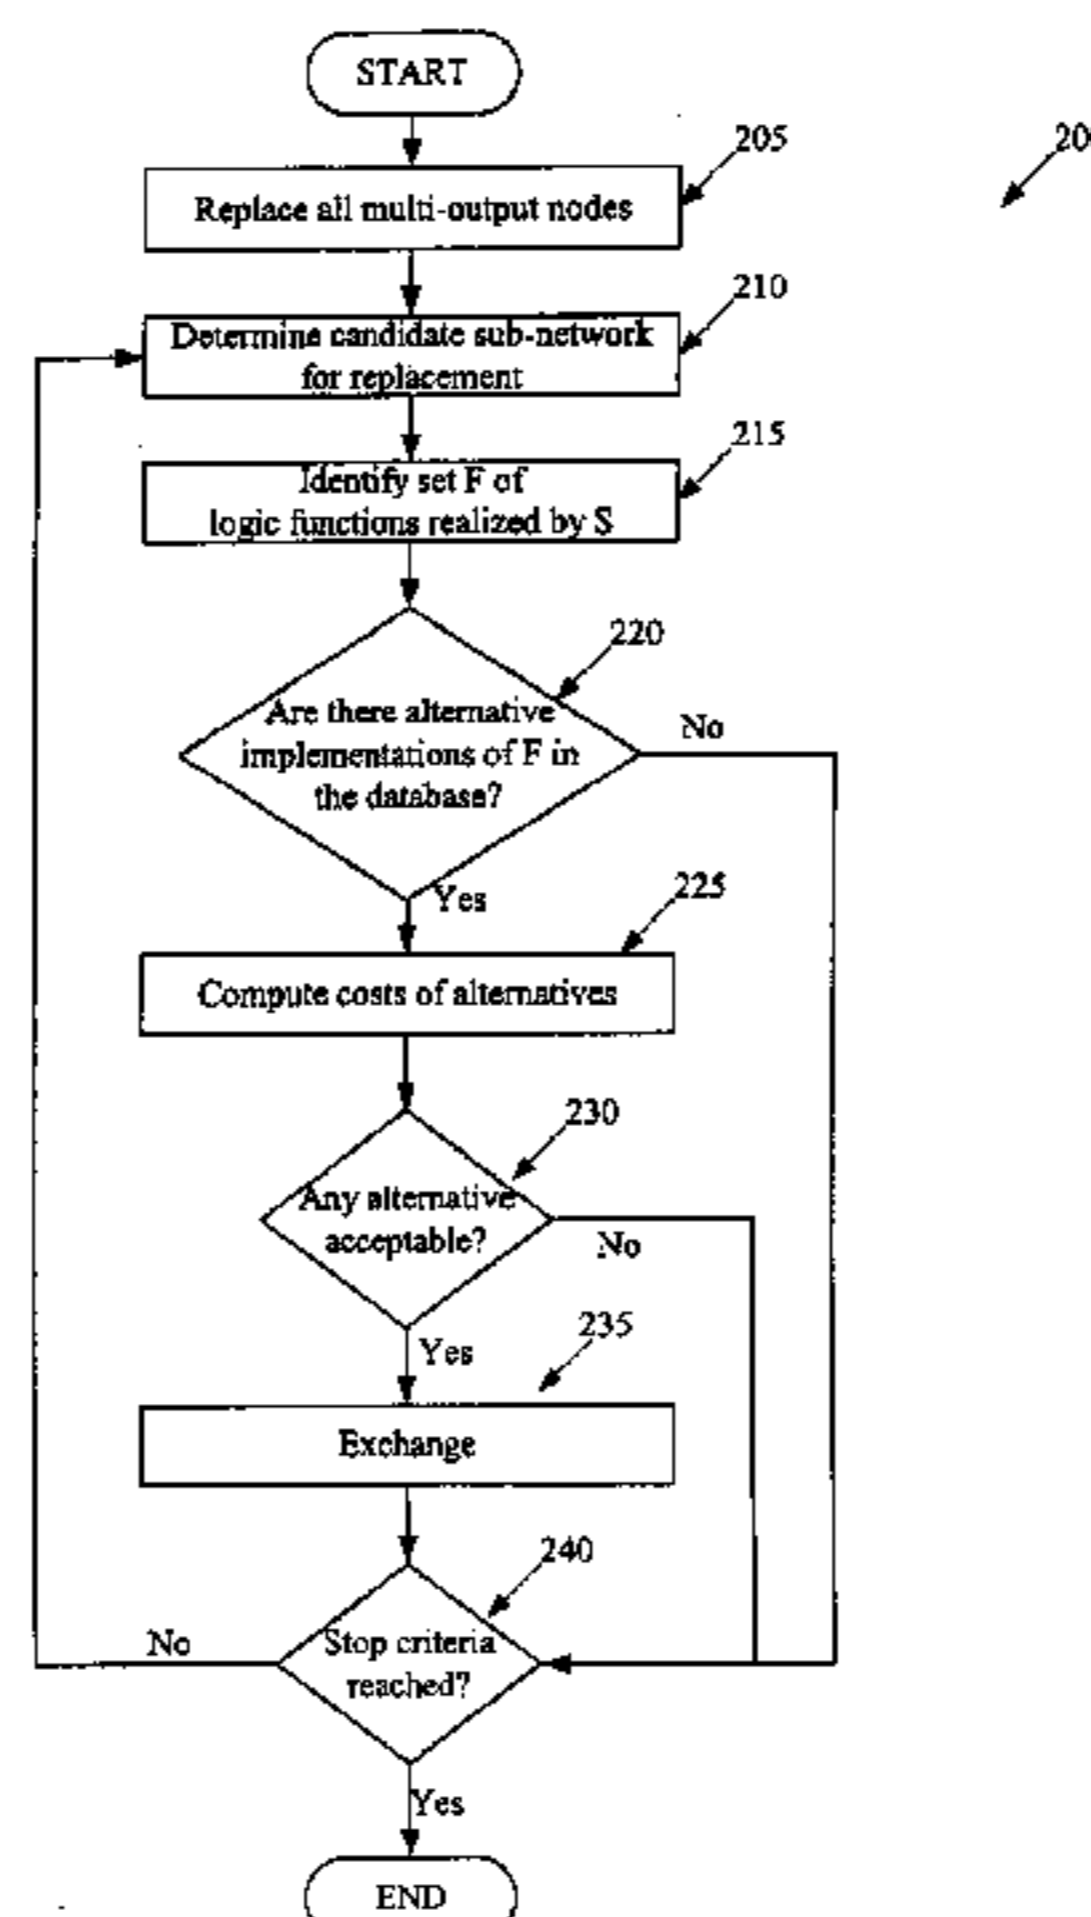 START
205
20
Replace all multi-output nodes
210
Determine candidate sub-network
for replacement
215
Identify set F of
logic functions realized by S
220
Are there alternative
implementations of F in
the database?
No
Yes
225
Compute costs of alternatives
230
Any alternative
acceptable?
No
Yes
235
Exchange
240
Stop criteria
reached?
No
Yes
END